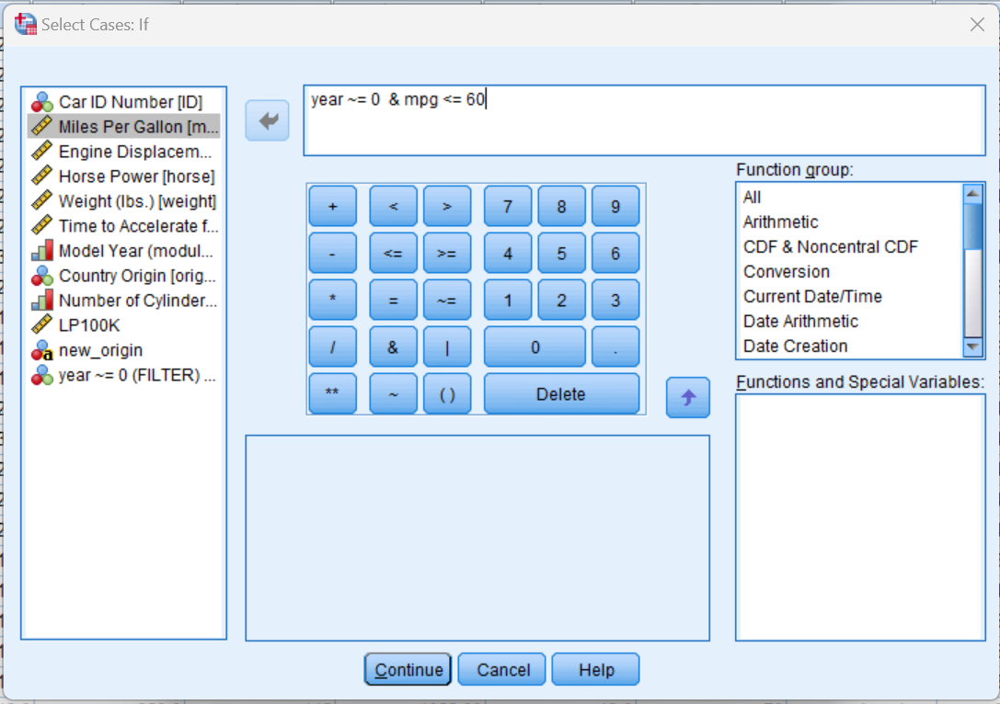 Select Cases: If
Car ID Number [ID]
Miles Per Gallon [m...
Engine Displacem...
Horse Power [horse]
Weight (lbs.) [weight]
Time to Accelerate f...
Model Year (modul...
Country Origin [orig...
Number of Cylinder...
LP100K
new_origin
year ~= 0 (FILTER) ...
year ~= 0  & mpg <= 60
+ < > 7 8 9
- <= >= 4 5 6
* = ~= 1 2 3
/ & | 0 .
** ~ ( ) Delete
Function group:
All
Arithmetic
CDF & Noncentral CDF
Conversion
Current Date/Time
Date Arithmetic
Date Creation
Functions and Special Variables:
Continue Cancel Help